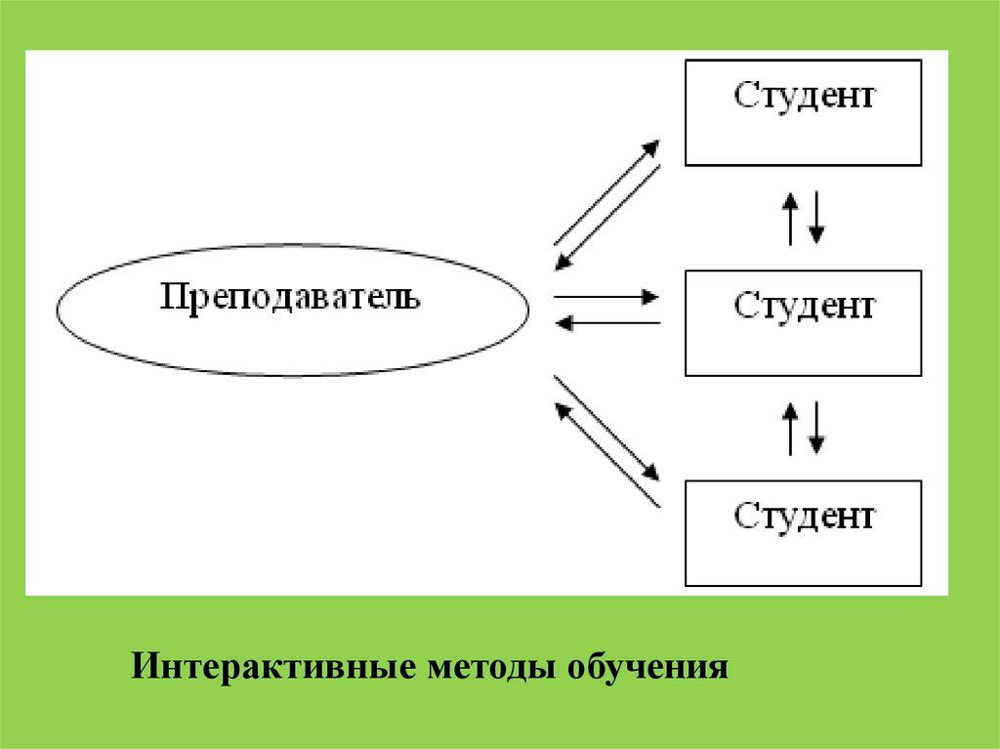 Студент
Преподаватель
Студент
Студент
Интерактивные методы обучения